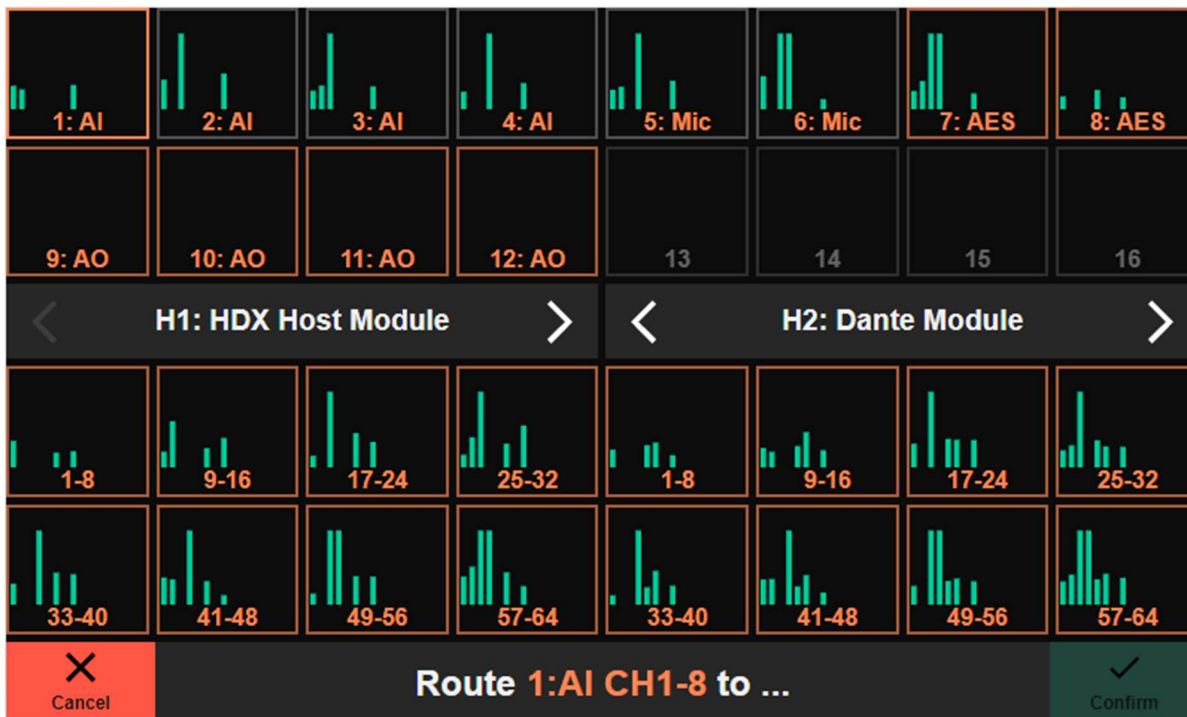 1: AI 2: AI 3: AI 4: AI 5: Mic 6: Mic 7: AES 8: AES
9: AO 10: AO 11: AO 12: AO 13 14 15 16
H1: HDX Host Module H2: Dante Module
1-8 9-16 17-24 25-32 1-8 9-16 17-24 25-32
33-40 41-48 49-56 57-64 33-40 41-48 49-56 57-64
Cancel Route 1:AI CH1-8 to ... Confirm